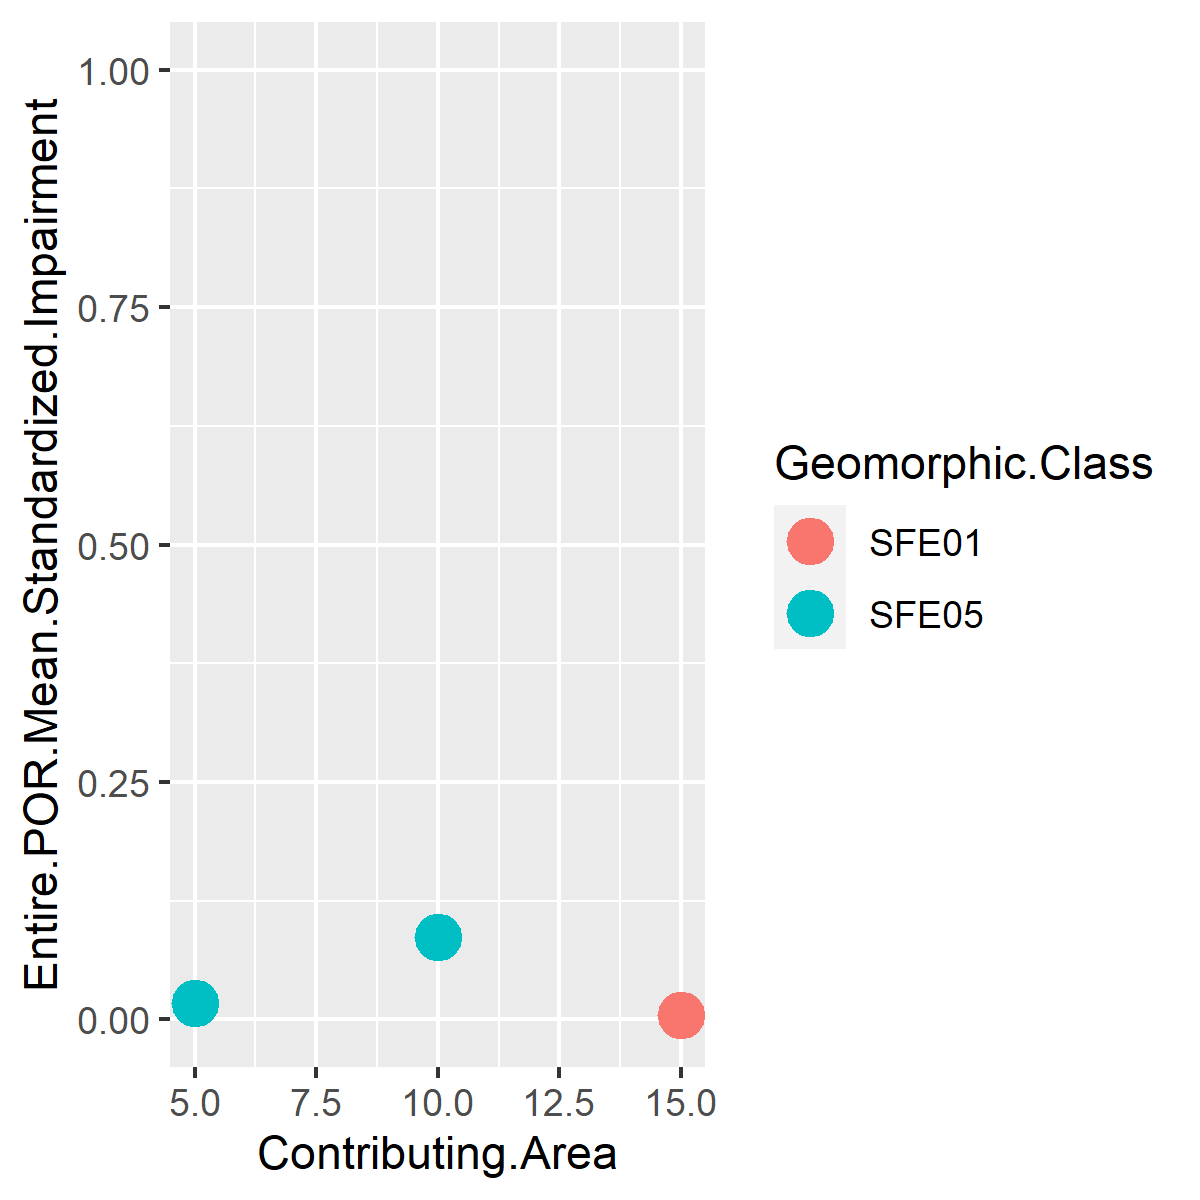 Entire.POR.Mean.Standardized.Impairment
1.00
0.75
0.50
0.25
0.00
5.0 7.5 10.0 12.5 15.0
Contributing.Area
Geomorphic.Class
SFE01
SFE05